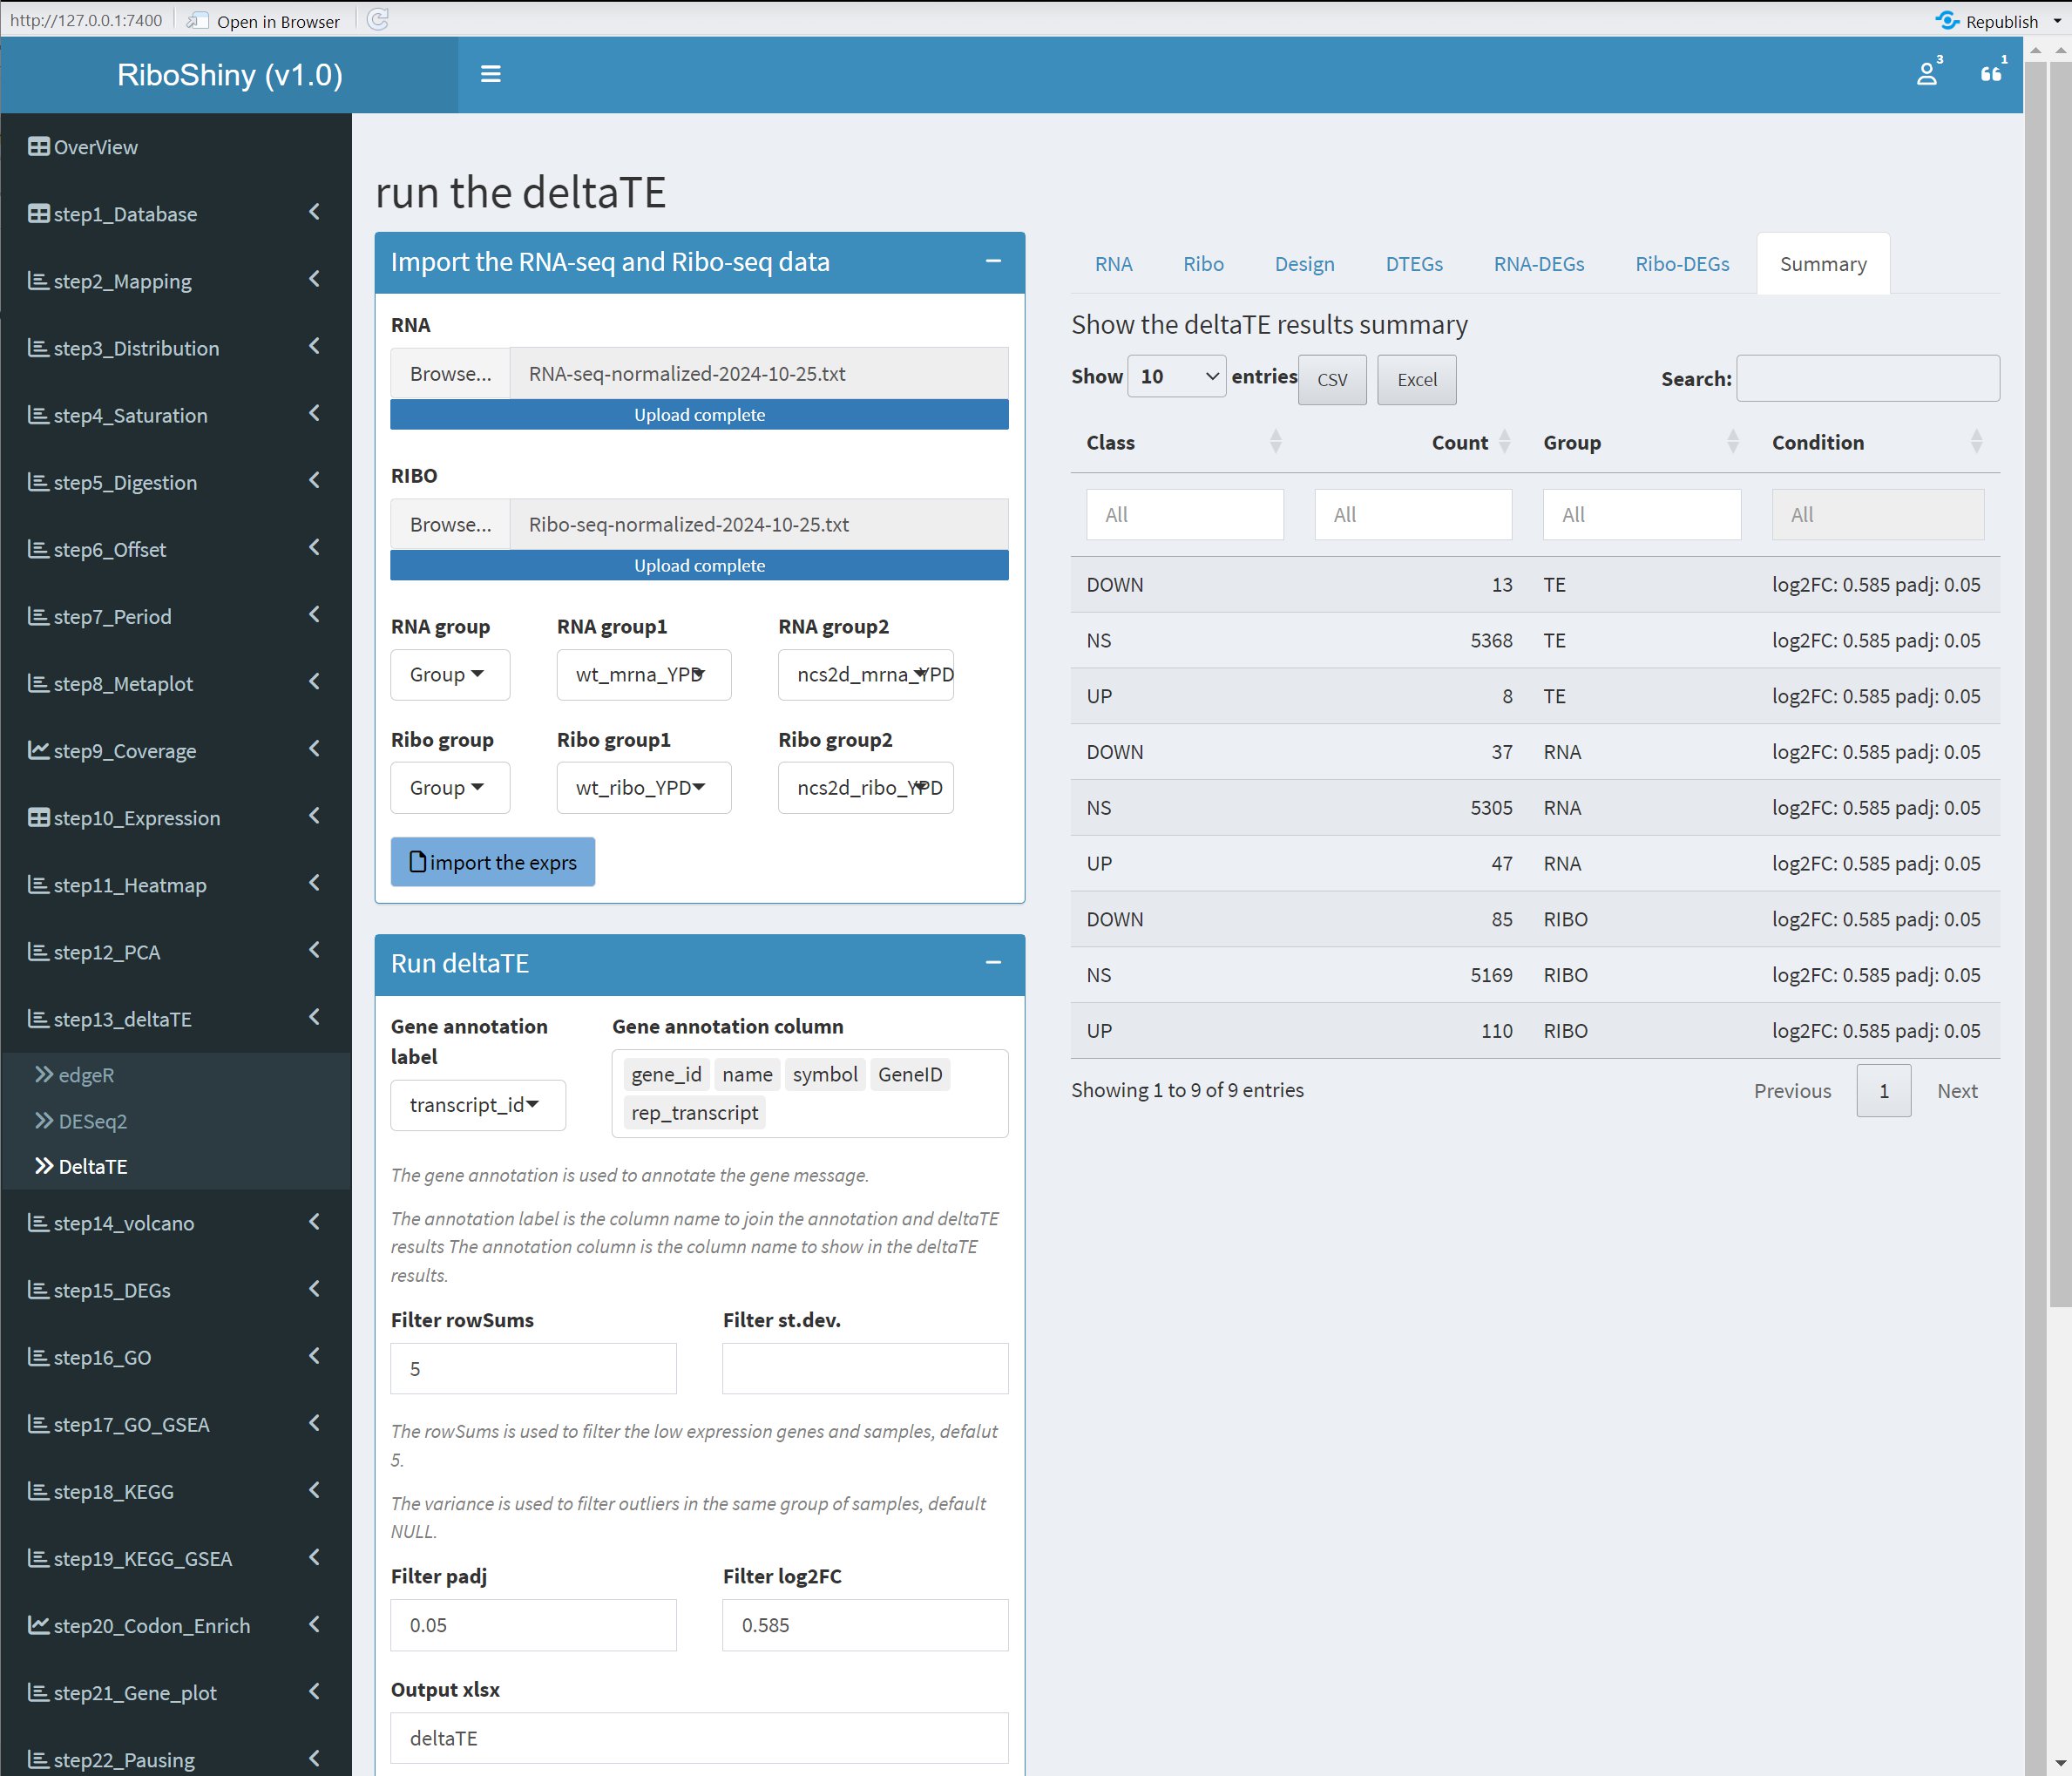 http://127.0.0.1:7400 Open in Browser Republish
RiboShiny (v1.0) 3 1
OverView
step1_Database
step2_Mapping
step3_Distribution
step4_Saturation
step5_Digestion
step6_Offset
step7_Period
step8_Metaplot
step9_Coverage
step10_Expression
step11_Heatmap
step12_PCA
step13_deltaTE
edgeR
DESeq2
DeltaTE
step14_volcano
step15_DEGs
step16_GO
step17_GO_GSEA
step18_KEGG
step19_KEGG_GSEA
step20_Codon_Enrich
step21_Gene_plot
step22_Pausing
run the deltaTE
Import the RNA-seq and Ribo-seq data
RNA
Browse... RNA-seq-normalized-2024-10-25.txt
Upload complete
RIBO
Browse... Ribo-seq-normalized-2024-10-25.txt
Upload complete
RNA group RNA group1 RNA group2
Group wt_mrna_YPD ncs2d_mrna_YPD
Ribo group Ribo group1 Ribo group2
Group wt_ribo_YPD ncs2d_ribo_YPD
import the exprs
Run deltaTE
Gene annotation
label
Gene annotation column
transcript_id
gene_id name symbol GeneID
rep_transcript
The gene annotation is used to annotate the gene message.
The annotation label is the column name to join the annotation and deltaTE
results The annotation column is the column name to show in the deltaTE
results.
Filter rowSums Filter st.dev.
5
The rowSums is used to filter the low expression genes and samples, defalut
5.
The variance is used to filter outliers in the same group of samples, default
NULL.
Filter padj Filter log2FC
0.05 0.585
Output xlsx
deltaTE
RNA Ribo Design DTEGs RNA-DEGs Ribo-DEGs Summary
Show the deltaTE results summary
Show 10 entries CSV Excel Search:
Class Count Group Condition
All All All All
DOWN 13 TE log2FC: 0.585 padj: 0.05
NS 5368 TE log2FC: 0.585 padj: 0.05
UP 8 TE log2FC: 0.585 padj: 0.05
DOWN 37 RNA log2FC: 0.585 padj: 0.05
NS 5305 RNA log2FC: 0.585 padj: 0.05
UP 47 RNA log2FC: 0.585 padj: 0.05
DOWN 85 RIBO log2FC: 0.585 padj: 0.05
NS 5169 RIBO log2FC: 0.585 padj: 0.05
UP 110 RIBO log2FC: 0.585 padj: 0.05
Showing 1 to 9 of 9 entries Previous 1 Next